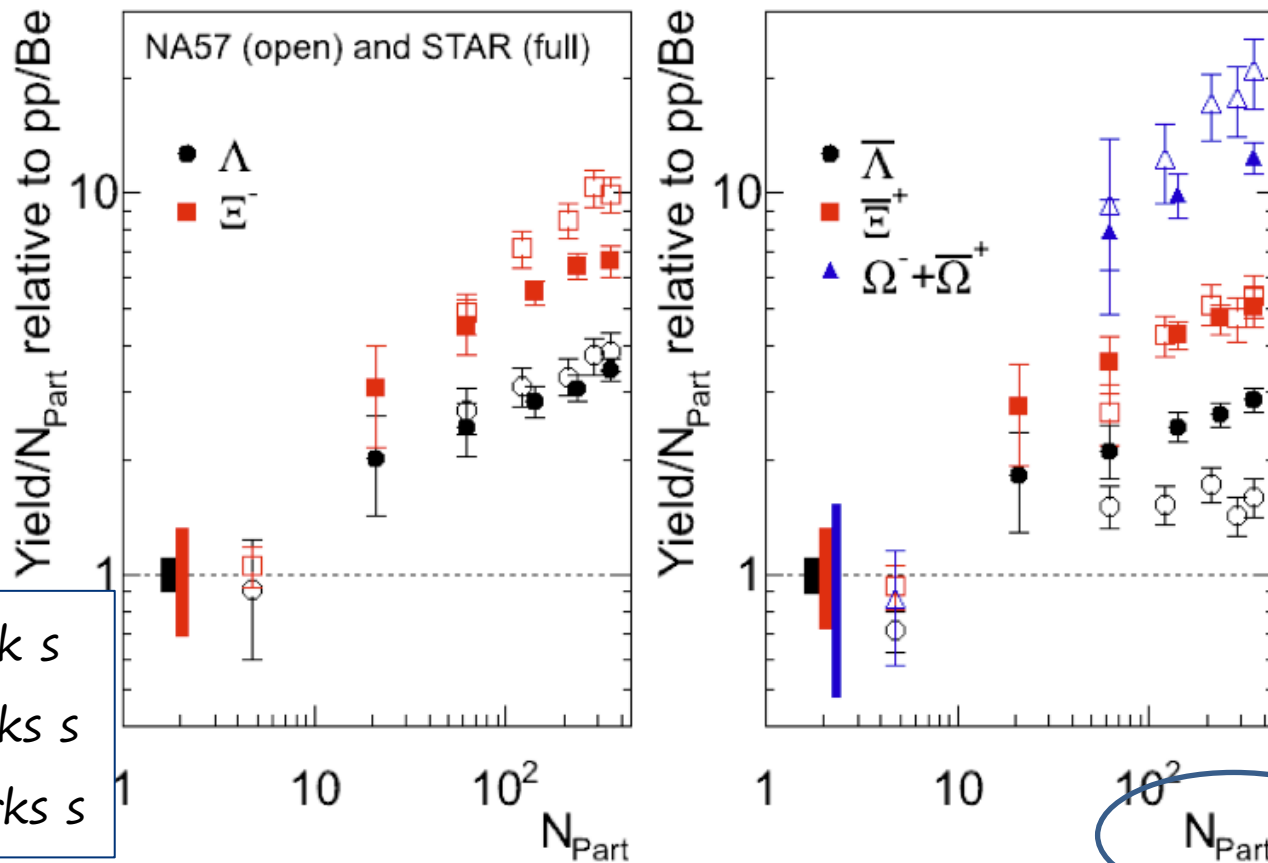 Yield/N_Part relative to pp/Be
NA57 (open) and STAR (full)
Λ
Ξ⁻
10
1
k s
ks s
rks s
1
10
10²
N_Part
Yield/N_Part relative to pp/Be
Λ̅
Ξ̅⁺
Ω⁻+Ω̅⁺
10
1
1
10
10²
N_Part